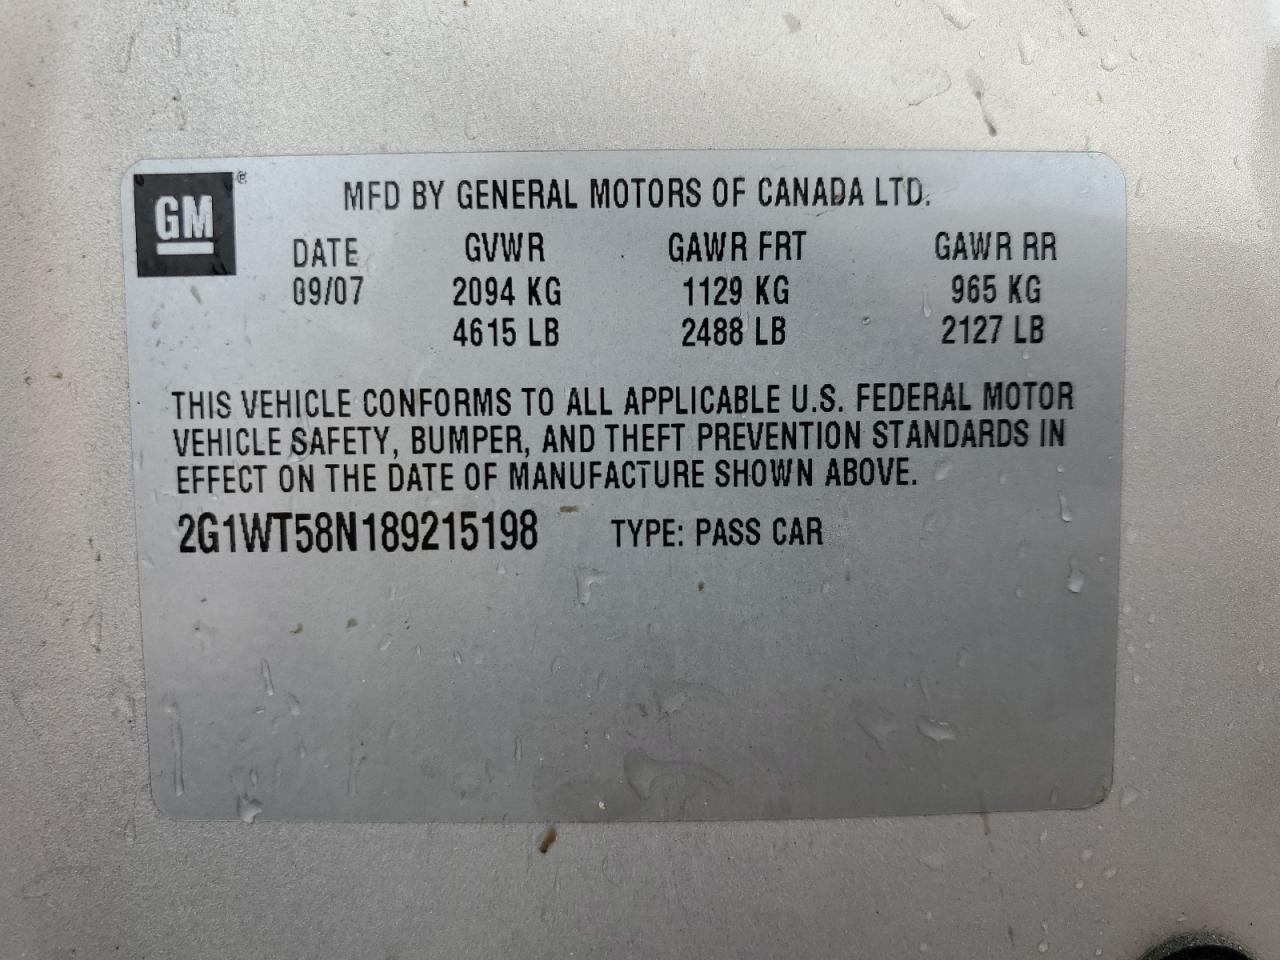 GM®
MFD BY GENERAL MOTORS OF CANADA LTD.
DATE GVWR GAWR FRT GAWR RR
09/07 2094 KG 1129 KG 965 KG
4615 LB 2488 LB 2127 LB
THIS VEHICLE CONFORMS TO ALL APPLICABLE U.S. FEDERAL MOTOR
VEHICLE SAFETY, BUMPER, AND THEFT PREVENTION STANDARDS IN
EFFECT ON THE DATE OF MANUFACTURE SHOWN ABOVE.
2G1WT58N189215198 TYPE: PASS CAR